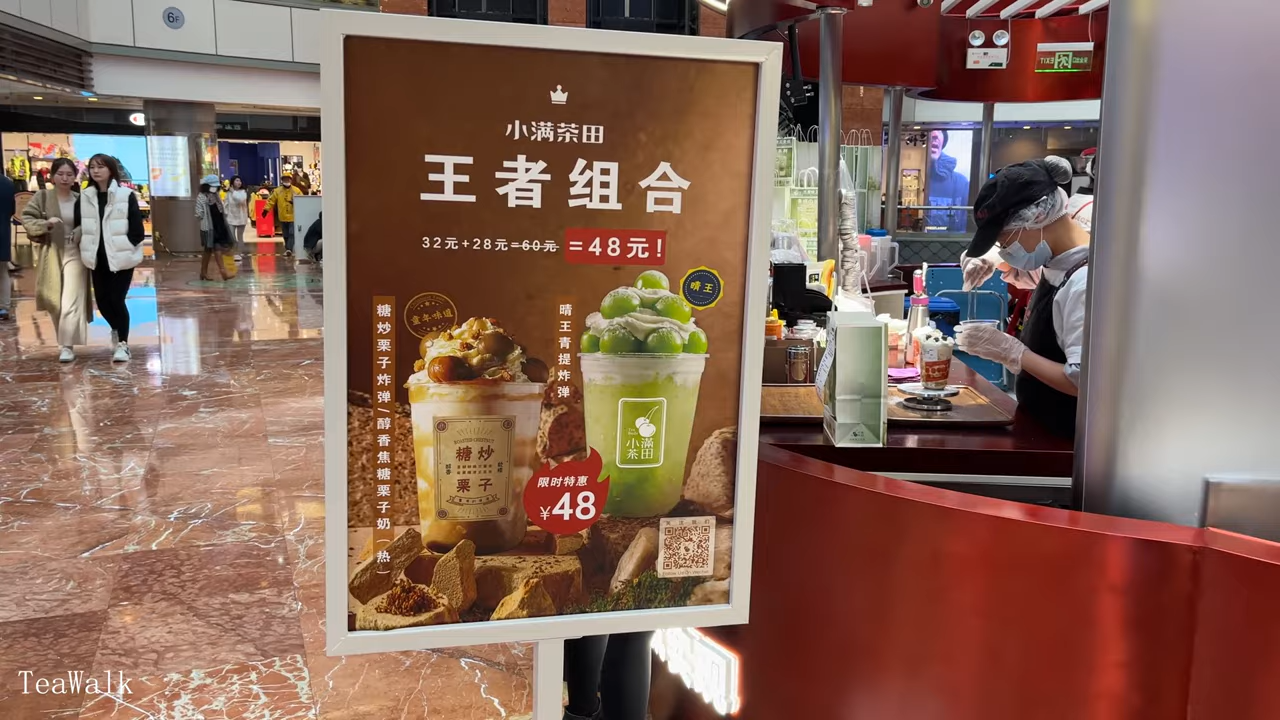 6F
小满茶田
王者组合
32元+28元=60元=48元!
童年味道
晴王
糖炒栗子炸弹/醇香焦糖栗子奶(热)
晴王青提炸弹
糖炒
栗子
小满
茶田
限时特惠
¥48
EXIT
TeaWalk